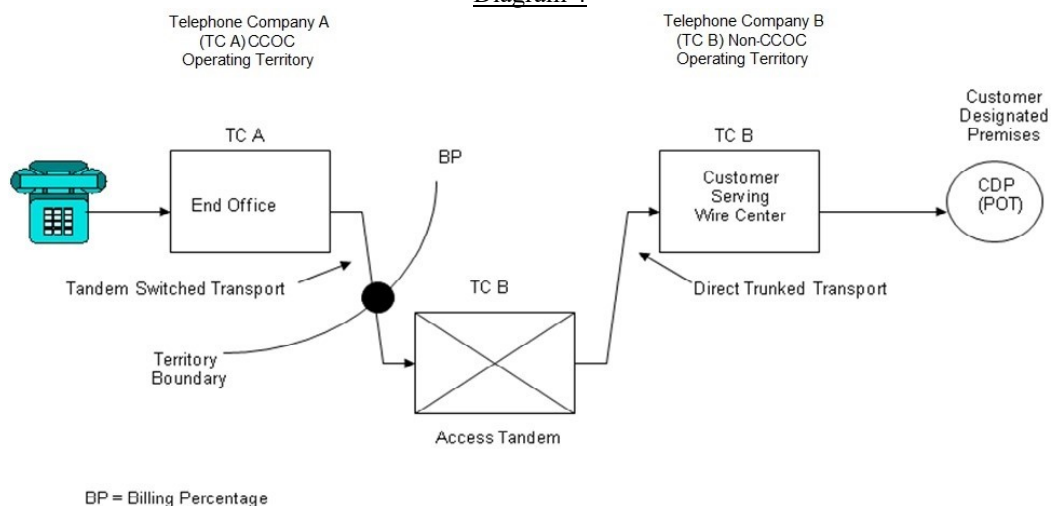 Telephone Company A
(TC A)CCOC
Operating Territory
Telephone Company B
(TC B) Non-CCOC
Operating Territory
Customer
Designated
Premises
TC A
BP
TC B
End Office
Customer
Serving
Wire Center
CDP
(POT)
Tandem Switched Transport
TC B
Direct Trunked Transport
Territory
Boundary
Access Tandem
BP = Billing Percentage